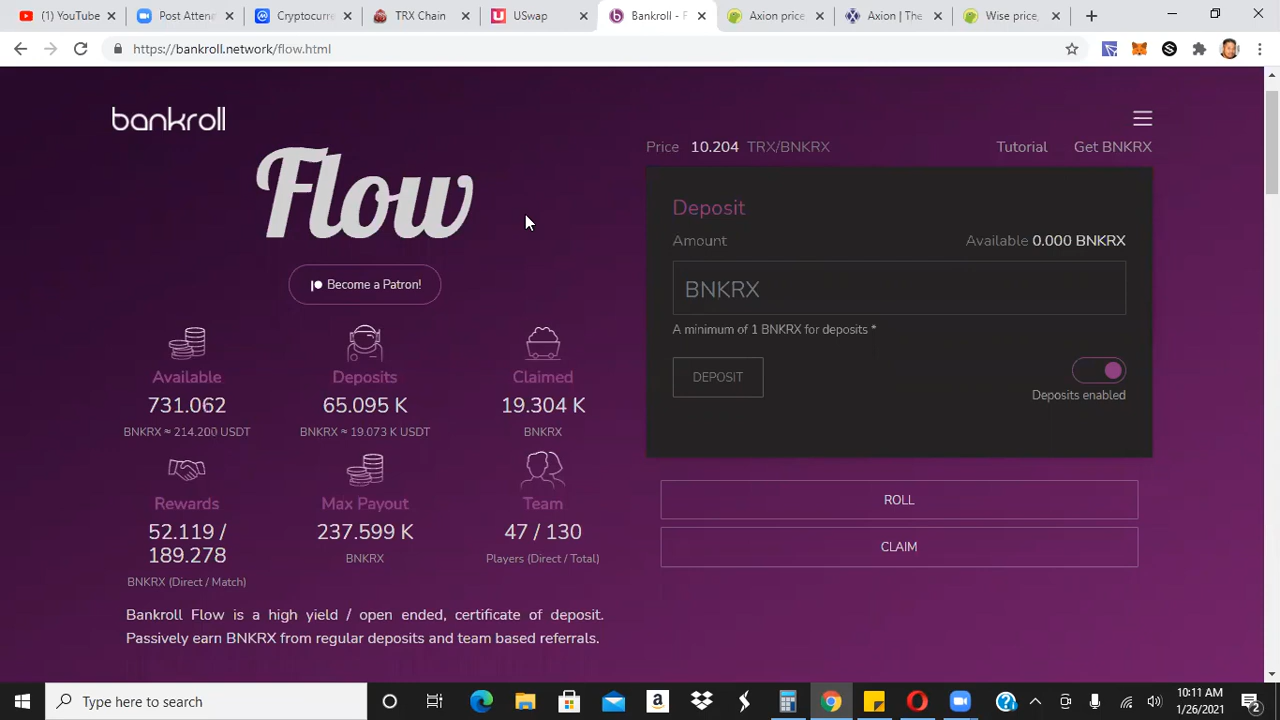 (1) YouTube
Post Atten
Cryptocurre
TRX Chain
USwap
Bankroll - F
Axion price
Axion | The
Wise price,
https://bankroll.network/flow.html
bankroll
Price 10.204 TRX/BNKRX
Tutorial
Get BNKRX
Flow
Become a Patron!
Deposit
Amount
Available 0.000 BNKRX
BNKRX
A minimum of 1 BNKRX for deposits *
DEPOSIT
Deposits enabled
Available
Deposits
Claimed
731.062
65.095 K
19.304 K
BNKRX ≈ 214.200 USDT
BNKRX ≈ 19.073 K USDT
BNKRX
Rewards
Max Payout
Team
52.119 /
189.278
237.599 K
47 / 130
BNKRX (Direct / Match)
BNKRX
Players (Direct / Total)
ROLL
CLAIM
Bankroll Flow is a high yield / open ended, certificate of deposit.
Passively earn BNKRX from regular deposits and team based referrals.
Type here to search
10:11 AM
1/26/2021
2